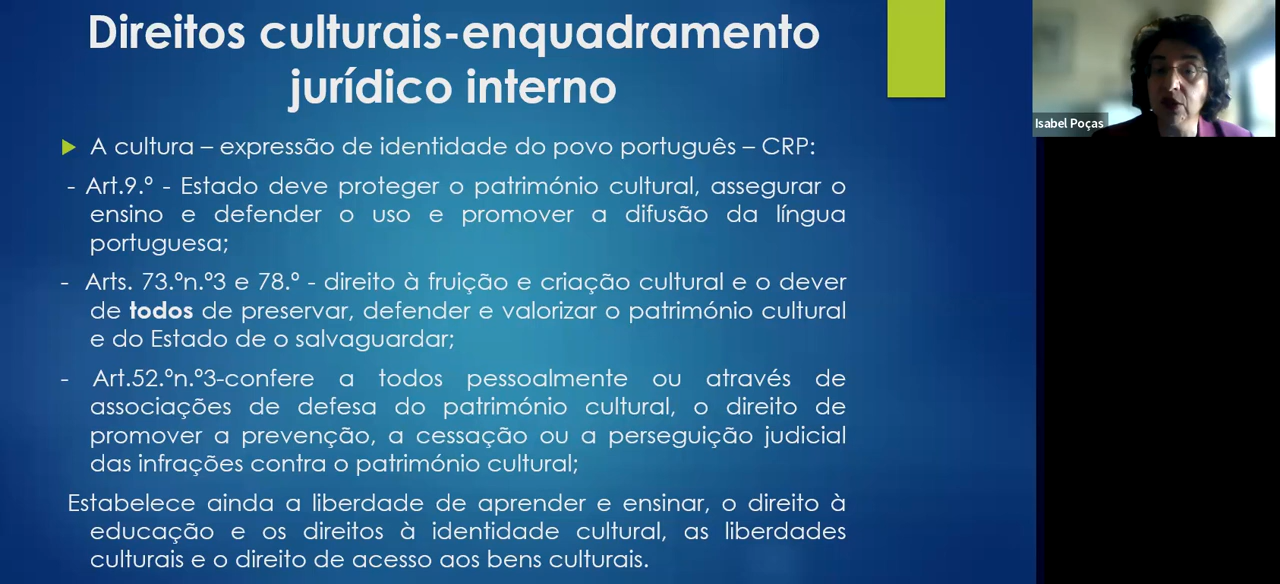 Direitos culturais-enquadramento
jurídico interno
A cultura – expressão de identidade do povo português – CRP:
- Art.9.º - Estado deve proteger o património cultural, assegurar o
ensino e defender o uso e promover a difusão da língua
portuguesa;
- Arts. 73.ºn.º3 e 78.º - direito à fruição e criação cultural e o dever
de todos de preservar, defender e valorizar o património cultural
e do Estado de o salvaguardar;
- Art.52.ºn.º3-confere a todos pessoalmente ou através de
associações de defesa do património cultural, o direito de
promover a prevenção, a cessação ou a perseguição judicial
das infrações contra o património cultural;
Estabelece ainda a liberdade de aprender e ensinar, o direito à
educação e os direitos à identidade cultural, as liberdades
culturais e o direito de acesso aos bens culturais.
Isabel Poças